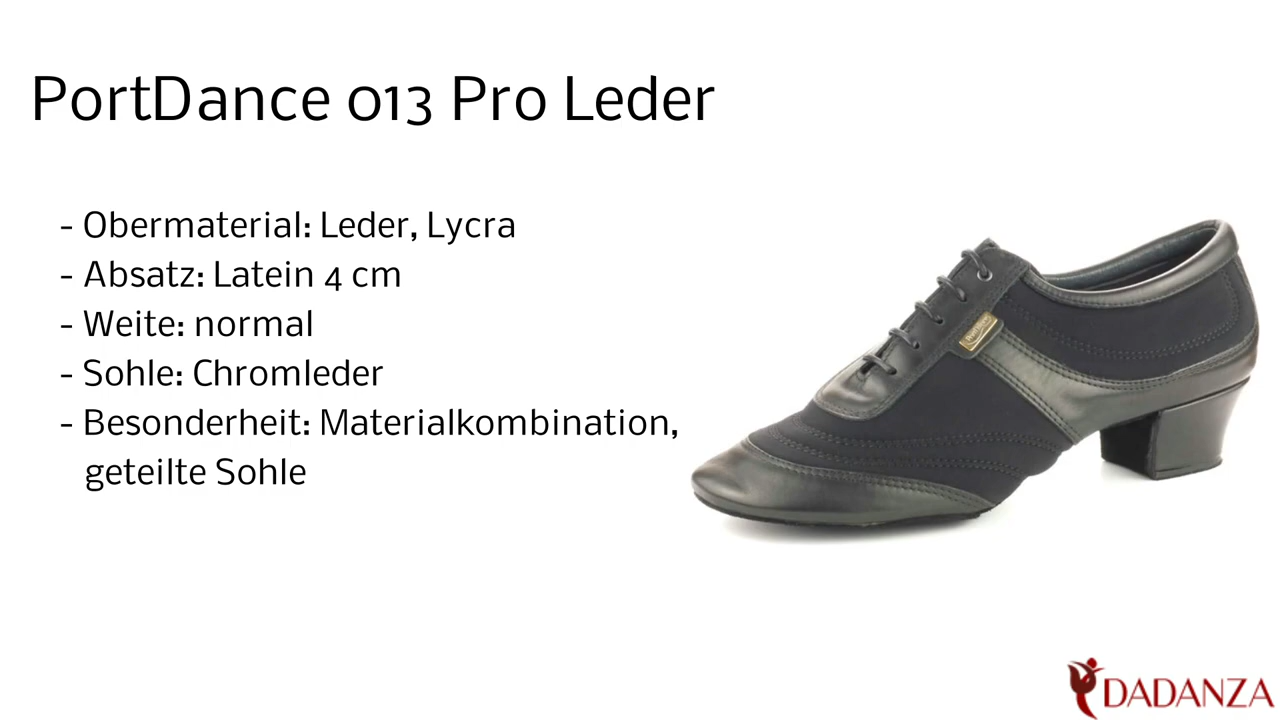 PortDance 013 Pro Leder
- Obermaterial: Leder, Lycra
- Absatz: Latein 4 cm
- Weite: normal
- Sohle: Chromleder
- Besonderheit: Materialkombination,
geteilte Sohle
DADANZA